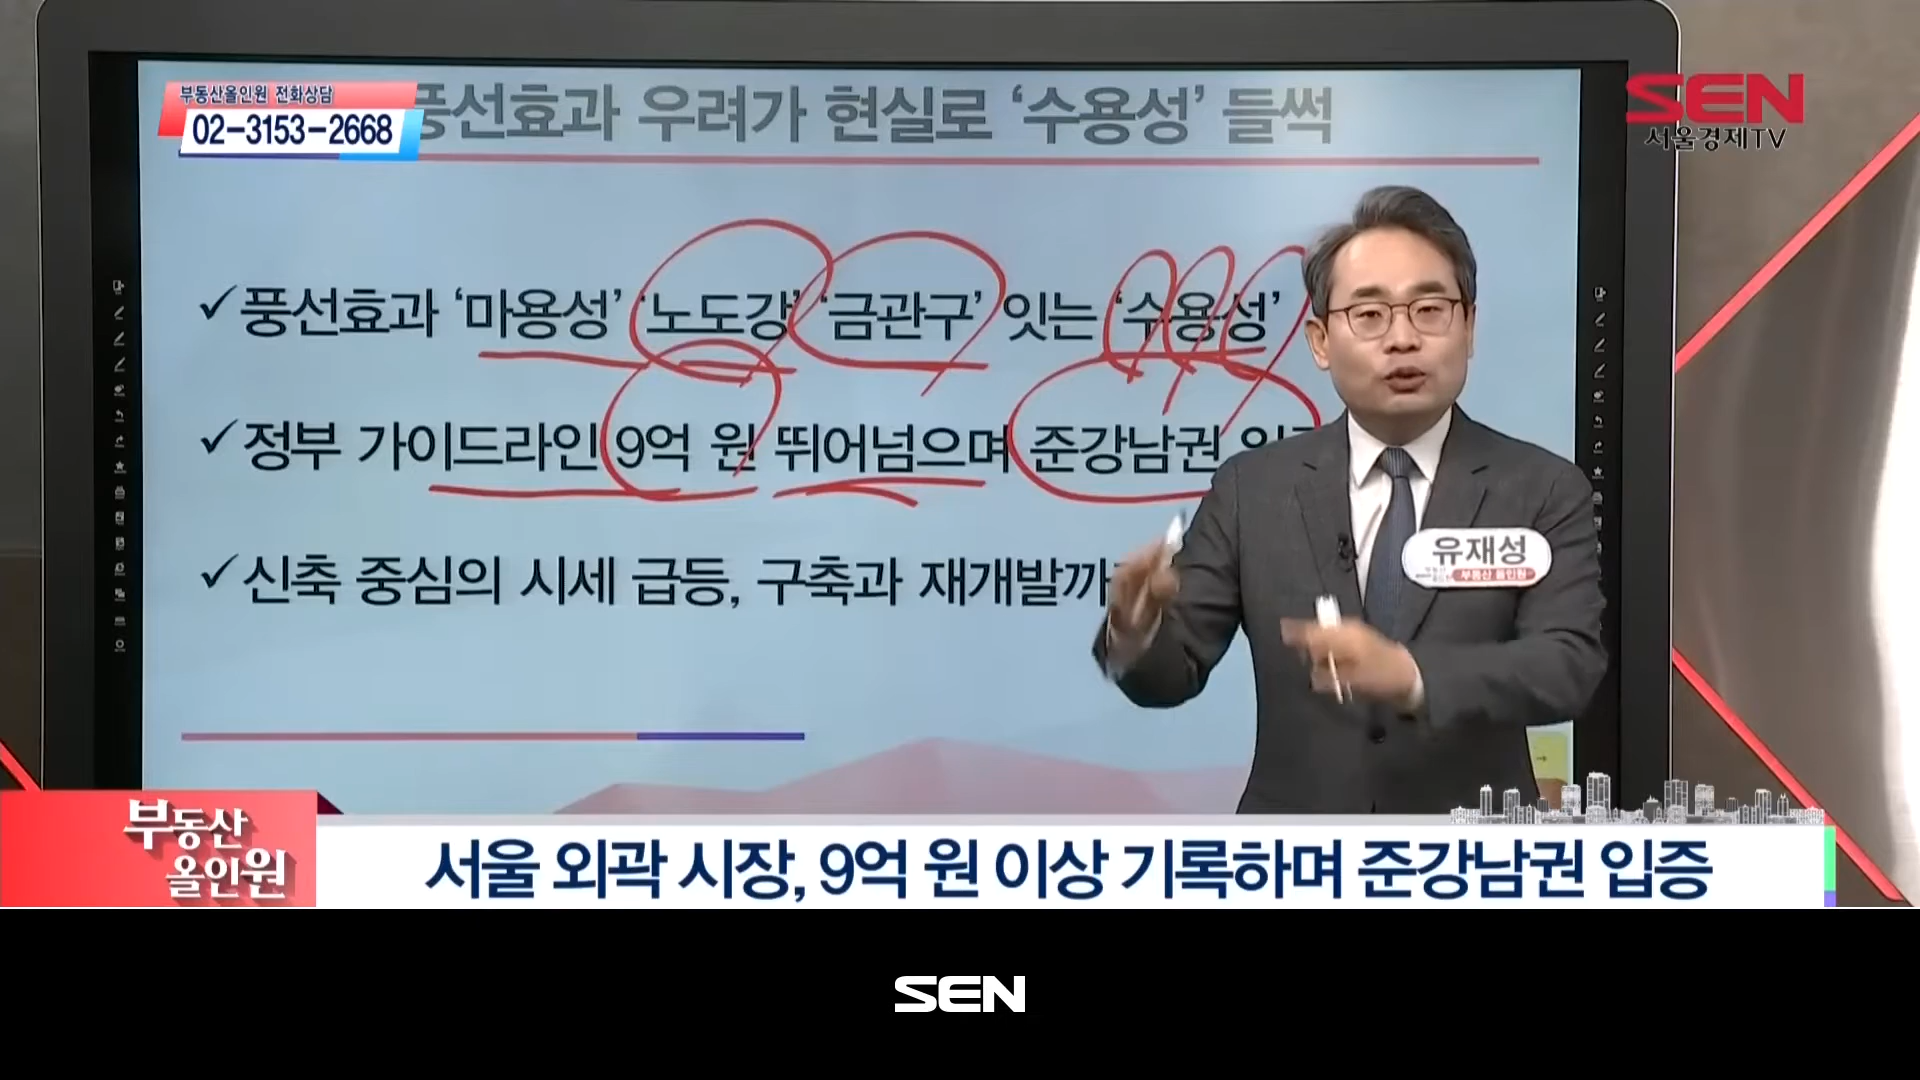 부동산올인원 전화상담
02-3153-2668
풍선효과 우려가 현실로 '수용성' 들썩
SEN
서울경제TV
✓풍선효과 '마용성' '노도강' '금관구' 잇는 '수용성'
✓정부 가이드라인 9억 원 뛰어넘으며 준강남권
✓신축 중심의 시세 급등, 구축과 재개발까
유재성
부동산 올인원
부동산
올인원
서울 외곽 시장, 9억 원 이상 기록하며 준강남권 입증
SEN